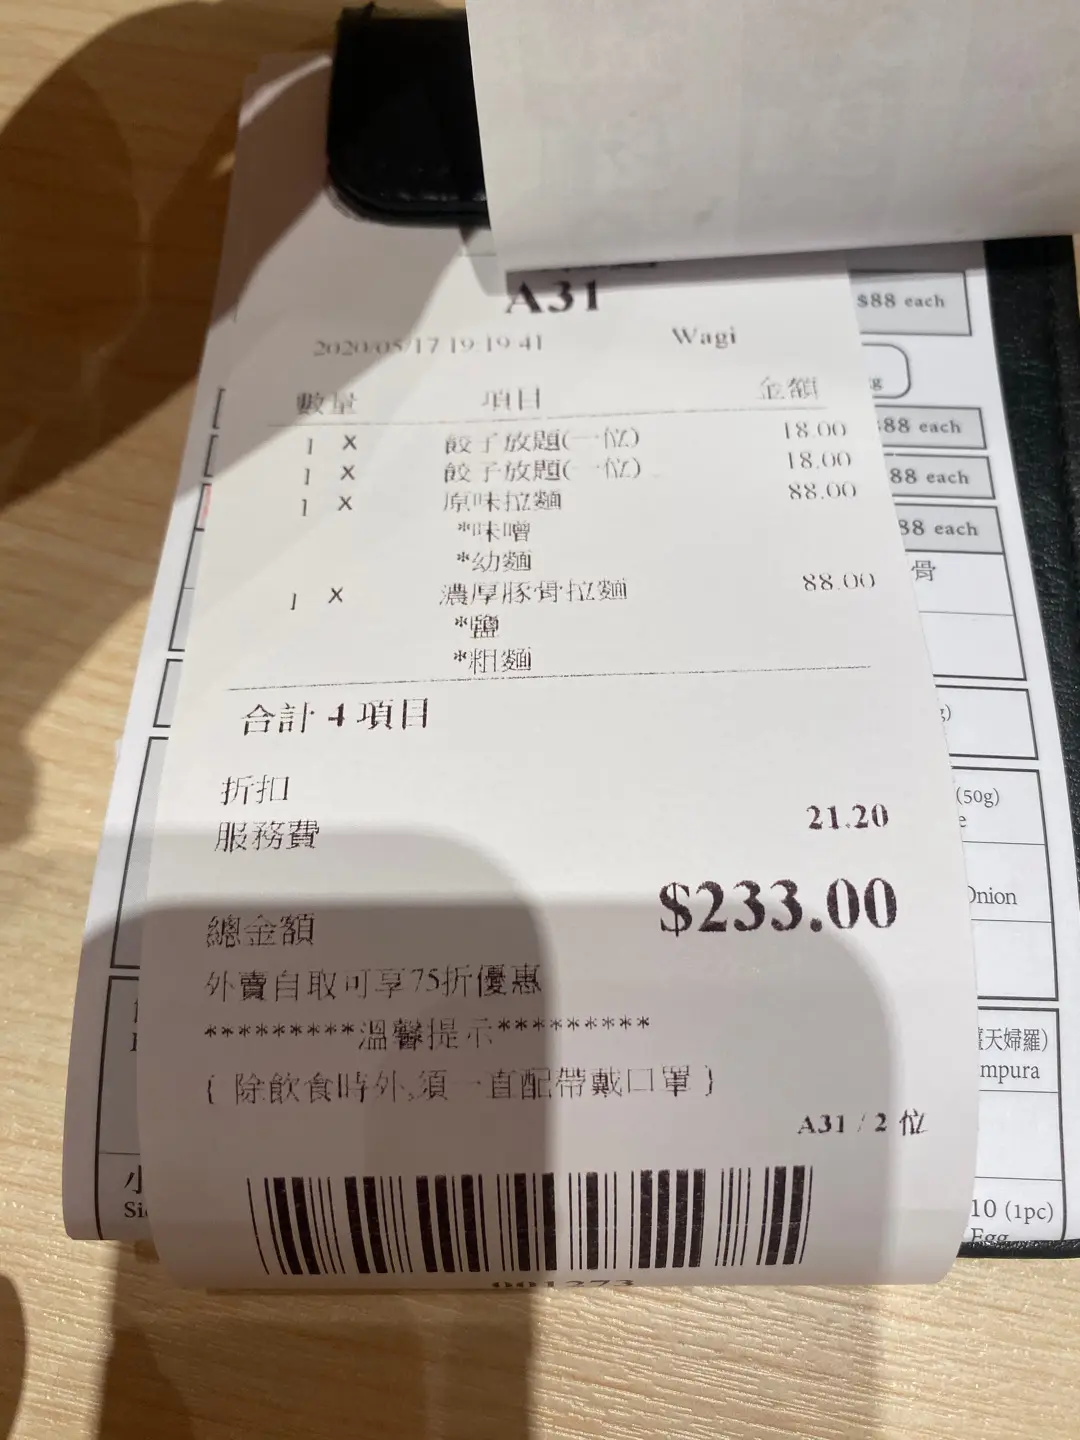 A31
2020/05/17 19:19:41 Wagi
數量 項目 金額
1 X 餃子放題(一位) 18.00
1 X 餃子放題(一位) 18.00
1 X 原味拉麵 88.00
*味噌
*幼麵
1 X 濃厚豚骨拉麵 88.00
*鹽
*粗麵
合計 4 項目
折扣
服務費 21.20
總金額 $233.00
外賣自取可享75折優惠
*********溫馨提示*********
{ 除飲食時外,須一直配帶戴口罩 }
A31 / 2 位
001273
$88 each
88 each
88 each
88 each
骨
(50g)
Onion
天婦羅)
mpura
10 (1pc)
Egg
小